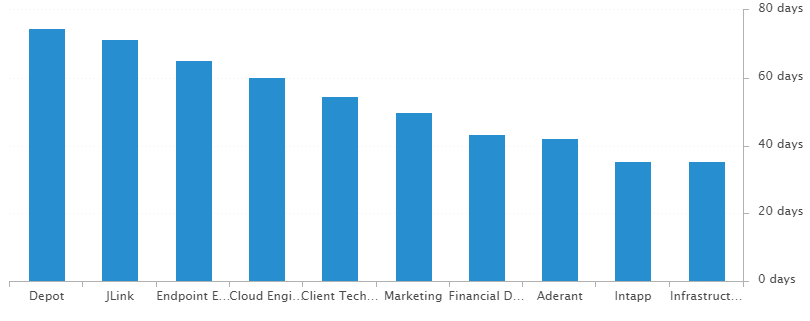 80 days
60 days
40 days
20 days
0 days
Depot JLink Endpoint E... Cloud Engi... Client Tech... Marketing Financial D... Aderant Intapp Infrastruct...